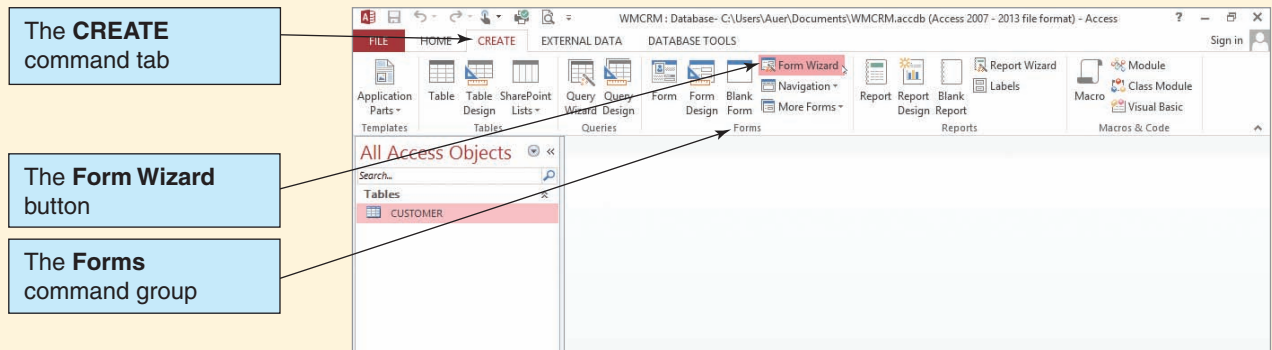 The CREATE
command tab
The Form Wizard
button
The Forms
command group
WMCRM : Database- C:\Users\Auer\Documents\WMCRM.accdb (Access 2007 - 2013 file format) - Access
?
FILE HOME CREATE EXTERNAL DATA DATABASE TOOLS
Sign in
Application
Parts
Templates
Table
Table
Design
SharePoint
Lists
Tables
Query
Wizard
Query
Design
Queries
Form
Form
Design
Blank
Form
Form Wizard
Navigation
More Forms
Forms
Report
Report
Design
Blank
Report
Report Wizard
Labels
Reports
Macro
Module
Class Module
Visual Basic
Macros & Code
All Access Objects
Search...
Tables
CUSTOMER